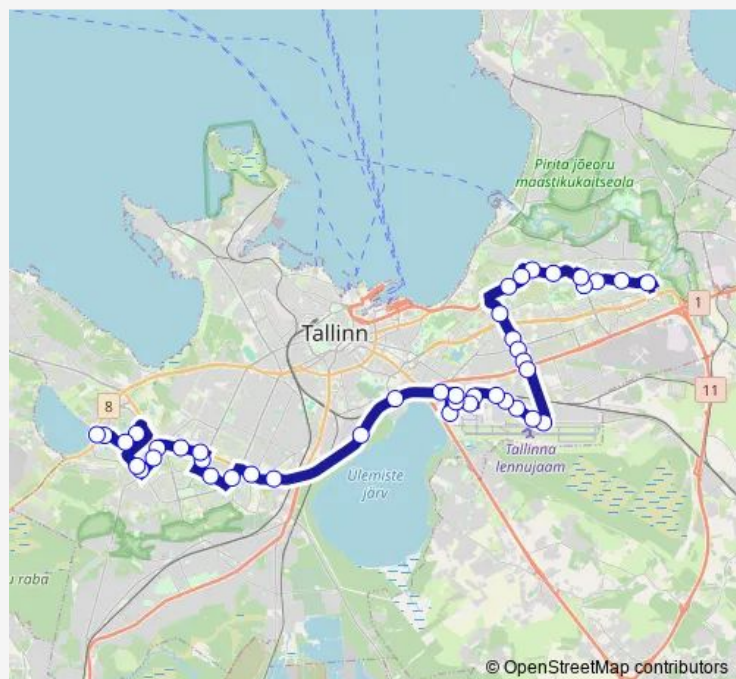 Pirita jõeoru
maastikukaitseala
1
Tallinn
11
8
Tallinna
lennujaam
Ülemiste
järv
u raba
© OpenStreetMap contributors